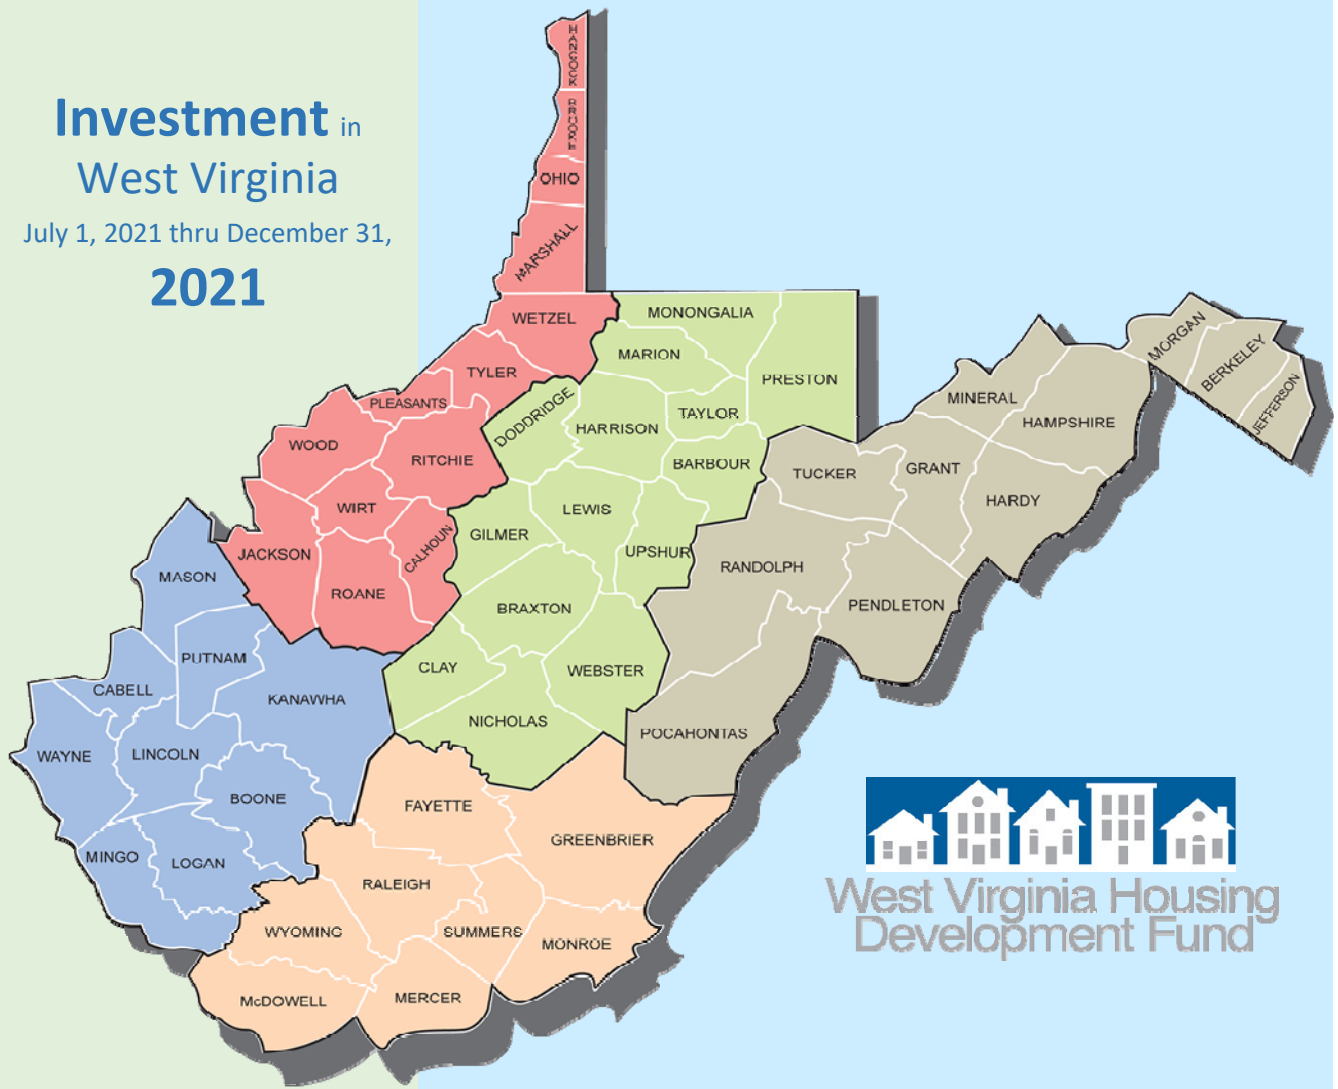 Investment in
West Virginia
July 1, 2021 thru December 31,
2021
HANCOCK
BROOKE
OHIO
MARSHALL
WETZEL
MONONGALIA
MARION
TYLER
PRESTON
PLEASANTS
DODDRIDGE
TAYLOR
HARRISON
WOOD
RITCHIE
BARBOUR
MORGAN
BERKELEY
JEFFERSON
MINERAL
HAMPSHIRE
TUCKER
GRANT
HARDY
WIRT
LEWIS
GILMER
CALHOUN
JACKSON
UPSHUR
RANDOLPH
MASON
ROANE
BRAXTON
PENDLETON
PUTNAM
CLAY
WEBSTER
CABELL
KANAWHA
NICHOLAS
POCAHONTAS
WAYNE
LINCOLN
BOONE
FAYETTE
GREENBRIER
MINGO
LOGAN
RALEIGH
WYOMING
SUMMERS
MONROE
McDOWELL
MERCER
West Virginia Housing
Development Fund